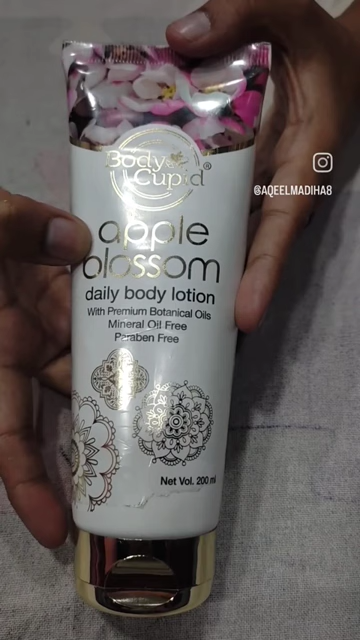 Body Cupid®
@AQEELMADIHA8
apple
blossom
daily body lotion
With Premium Botanical Oils
Mineral Oil Free
Paraben Free
Net Vol. 200 ml